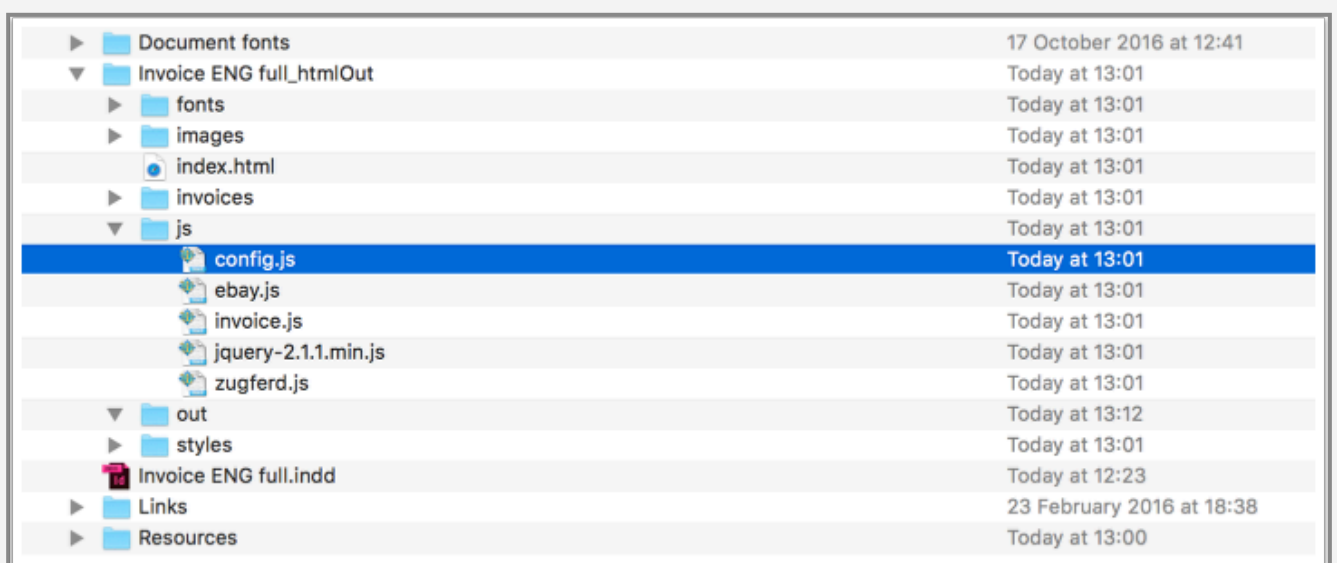 Document fonts 17 October 2016 at 12:41
Invoice ENG full_htmlOut Today at 13:01
fonts Today at 13:01
images Today at 13:01
index.html Today at 13:01
invoices Today at 13:01
js Today at 13:01
config.js Today at 13:01
ebay.js Today at 13:01
invoice.js Today at 13:01
jquery-2.1.1.min.js Today at 13:01
zugferd.js Today at 13:01
out Today at 13:12
styles Today at 13:01
Invoice ENG full.indd Today at 12:23
Links 23 February 2016 at 18:38
Resources Today at 13:00